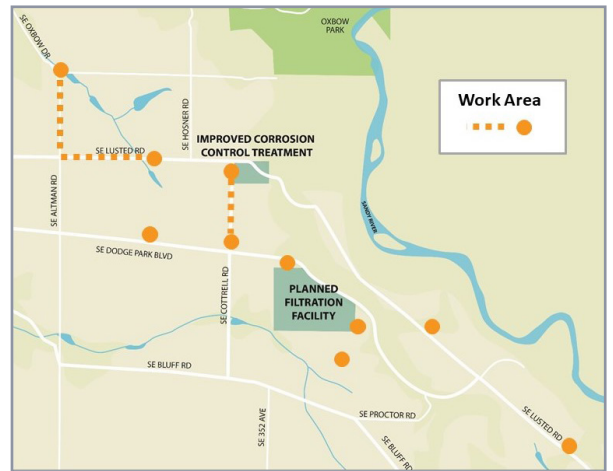 OXBOW
PARK
SE OXBOW DR
SE HOSNER RD
Work Area
IMPROVED CORROSION
CONTROL TREATMENT
SE LUSTED RD
SE ALTMAN RD
SANDY RIVER
SE DODGE PARK BLVD
SE COTTRELL RD
PLANNED
FILTRATION
FACILITY
SE BLUFF RD
SE 352 AVE
SE PROCTOR RD
SE LUSTED RD
SE BLUFF RD